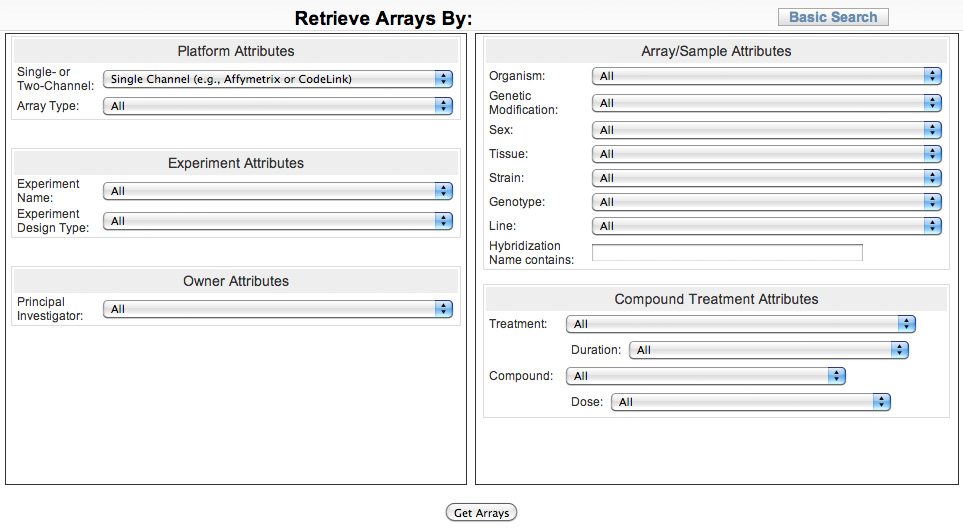 Retrieve Arrays By:
Basic Search
Platform Attributes
Single- or
Two-Channel:
Single Channel (e.g., Affymetrix or CodeLink)
Array Type:
All
Experiment Attributes
Experiment
Name:
All
Experiment
Design Type:
All
Owner Attributes
Principal
Investigator:
All
Array/Sample Attributes
Organism:
All
Genetic
Modification:
All
Sex:
All
Tissue:
All
Strain:
All
Genotype:
All
Line:
All
Hybridization
Name contains:
Compound Treatment Attributes
Treatment:
All
Duration:
All
Compound:
All
Dose:
All
Get Arrays